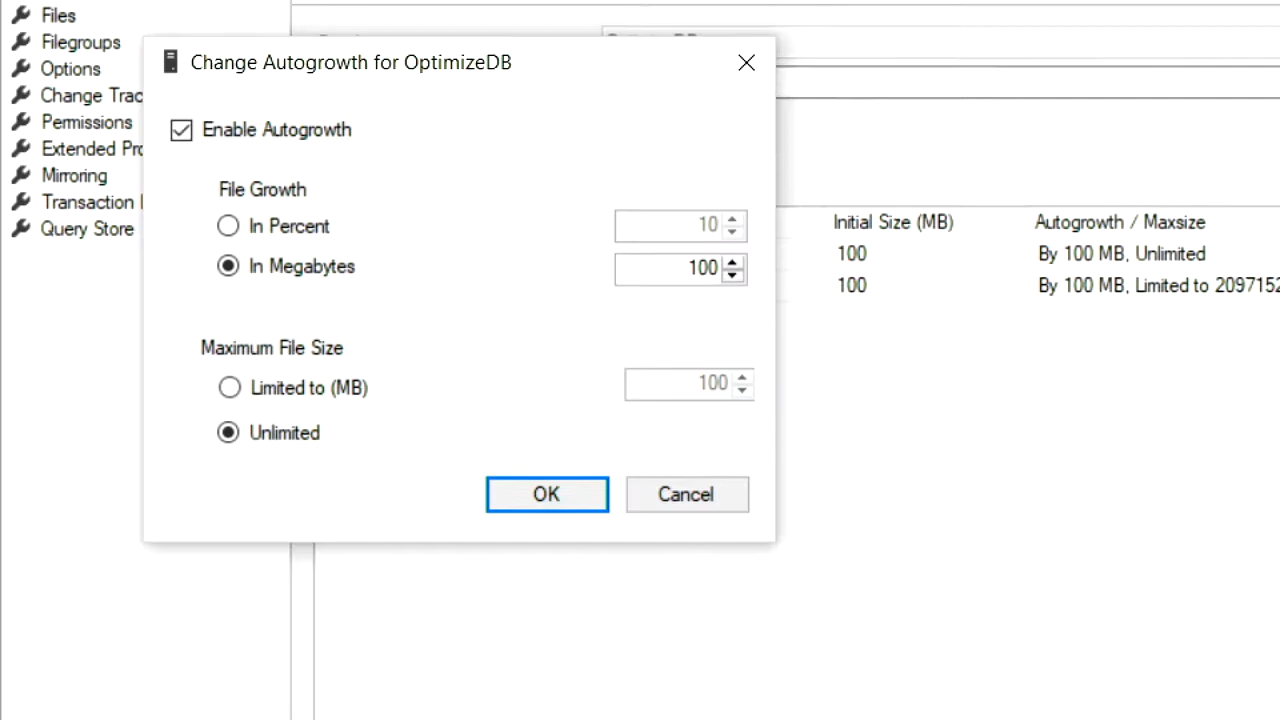 Files
Filegroups
Options
Change Trac
Permissions
Extended Pro
Mirroring
Transaction
Query Store
Change Autogrowth for OptimizeDB
Enable Autogrowth
File Growth
In Percent 10
In Megabytes 100
Maximum File Size
Limited to (MB) 100
Unlimited
OK Cancel
Initial Size (MB) Autogrowth / Maxsize
100 By 100 MB, Unlimited
100 By 100 MB, Limited to 2097152